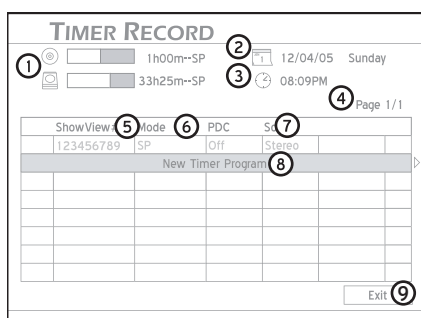 TIMER RECORD
1 1h00m--SP 2 1 12/04/05 Sunday
33h25m--SP 3 08:09PM
4 Page 1/1
ShowView# 5 Mode 6 PDC 7
123456789 SP Off Stereo
New Timer Program 8
Exit 9